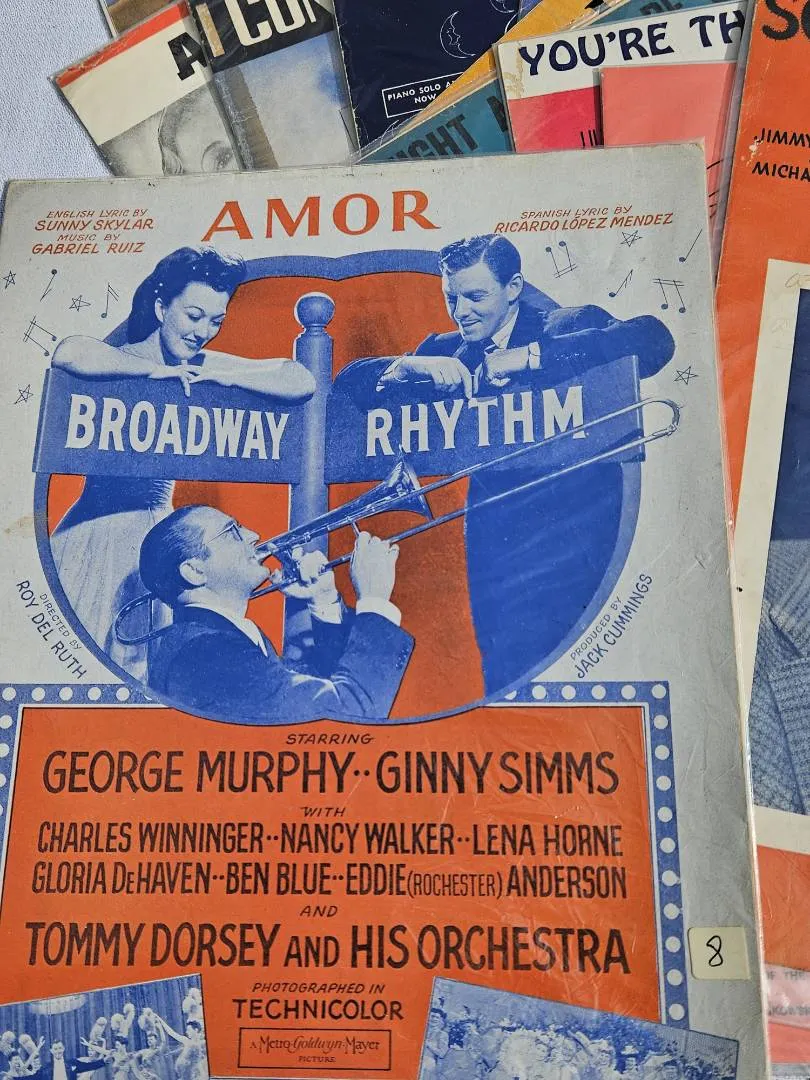 PIANO SOLO
NOW
YOU'RE TH
IGHT
JIMMY
MICHA
AMOR
ENGLISH LYRIC BY
SUNNY SKYLAR
MUSIC BY
GABRIEL RUIZ
SPANISH LYRIC BY
RICARDO LÓPEZ MENDEZ
BROADWAY RHYTHM
DIRECTED BY
ROY DEL RUTH
PRODUCED BY
JACK CUMMINGS
STARRING
GEORGE MURPHY··GINNY SIMMS
WITH
CHARLES WINNINGER··NANCY WALKER··LENA HORNE
GLORIA DeHAVEN··BEN BLUE··EDDIE (ROCHESTER) ANDERSON
AND
TOMMY DORSEY AND HIS ORCHESTRA
8
PHOTOGRAPHED IN
TECHNICOLOR
A Metro-Goldwyn-Mayer
PICTURE
OF THE